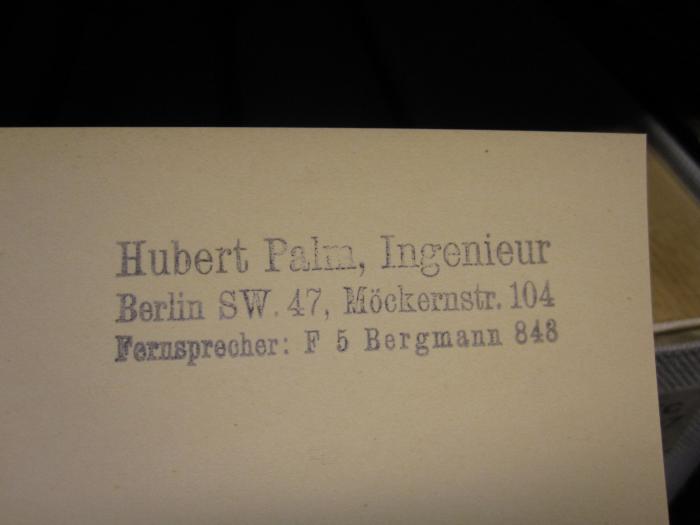 Hubert Palm, Ingenieur
Berlin SW. 47, Möckernstr. 104
Fernsprecher: F 5 Bergmann 848